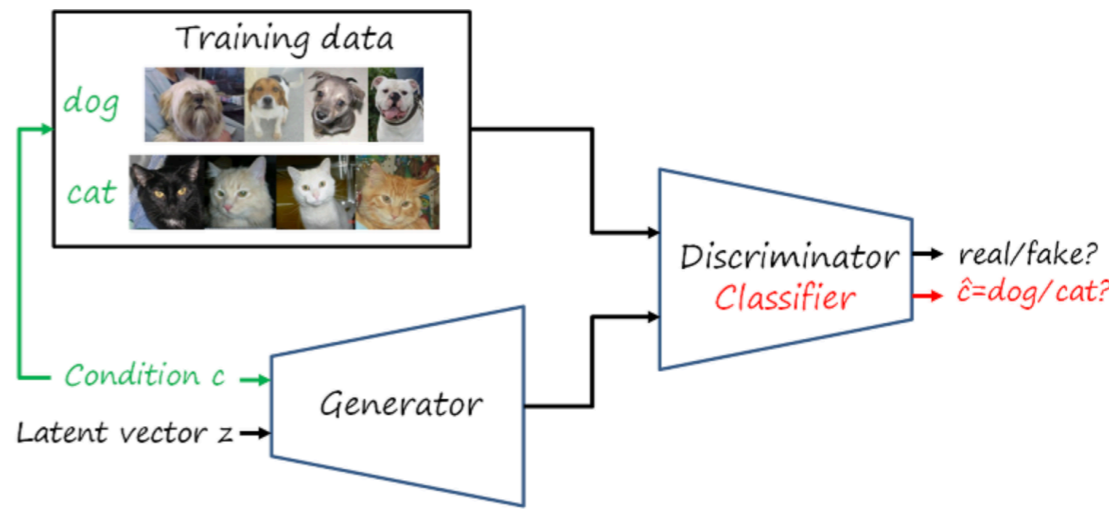 Training data
dog
cat
Discriminator
Classifier
real/fake?
ĉ=dog/cat?
Condition c
Latent vector z
Generator